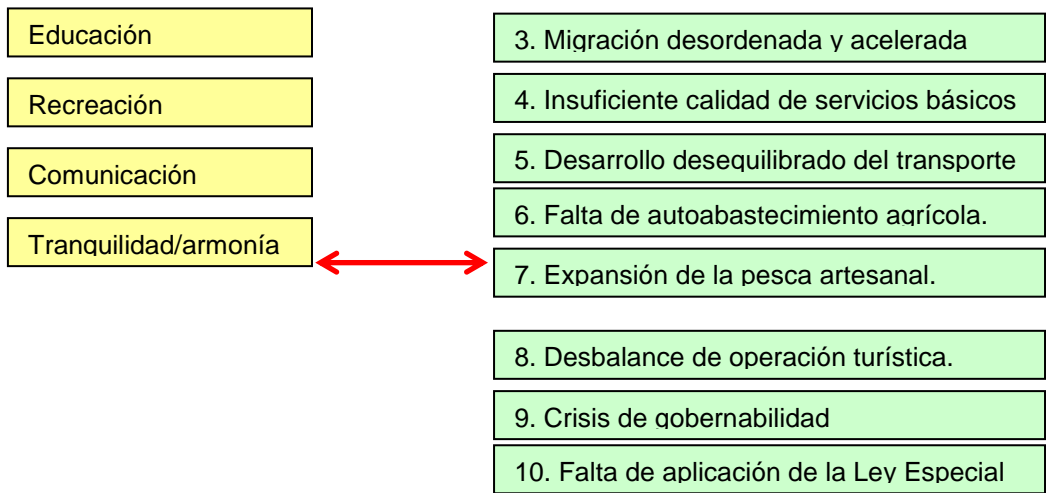 Educación
Recreación
Comunicación
Tranquilidad/armonía
3. Migración desordenada y acelerada
4. Insuficiente calidad de servicios básicos
5. Desarrollo desequilibrado del transporte
6. Falta de autoabastecimiento agrícola.
7. Expansión de la pesca artesanal.
8. Desbalance de operación turística.
9. Crisis de gobernabilidad
10. Falta de aplicación de la Ley Especial